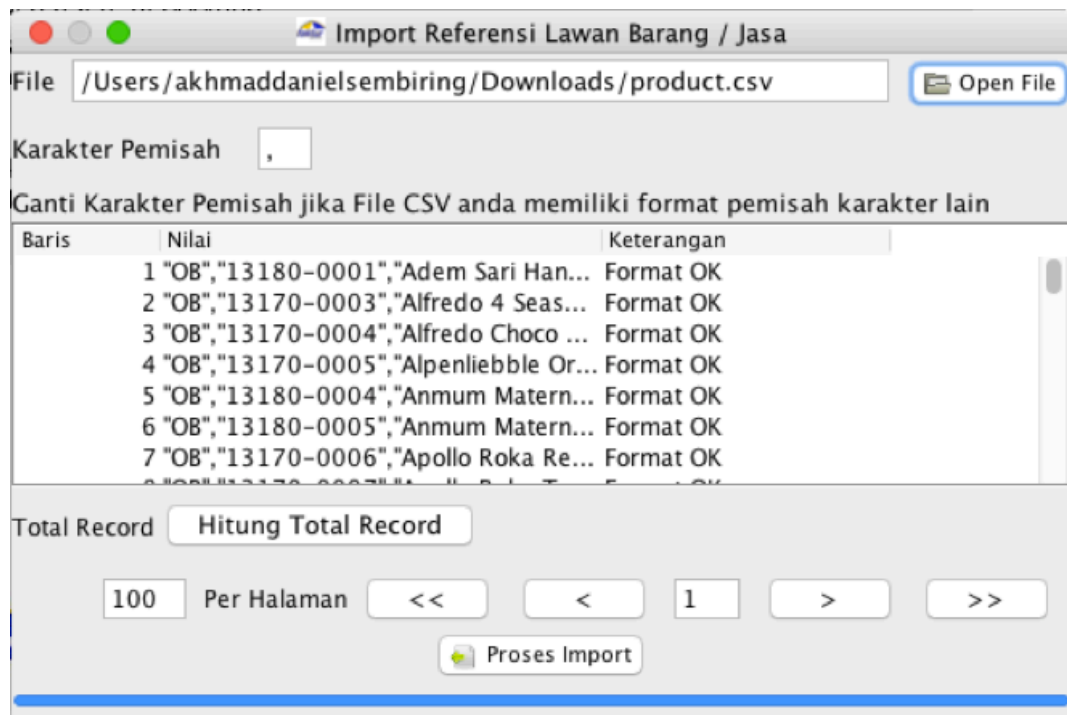 Import Referensi Lawan Barang / Jasa
File /Users/akhmaddanielsembiring/Downloads/product.csv Open File
Karakter Pemisah ,
Ganti Karakter Pemisah jika File CSV anda memiliki format pemisah karakter lain
Baris Nilai Keterangan
1 "OB","13180-0001","Adem Sari Han... Format OK
2 "OB","13170-0003","Alfredo 4 Seas... Format OK
3 "OB","13170-0004","Alfredo Choco ... Format OK
4 "OB","13170-0005","Alpenliebble Or... Format OK
5 "OB","13180-0004","Anmum Matern... Format OK
6 "OB","13180-0005","Anmum Matern... Format OK
7 "OB","13170-0006","Apollo Roka Re... Format OK
Total Record Hitung Total Record
100 Per Halaman << < 1 > >>
Proses Import